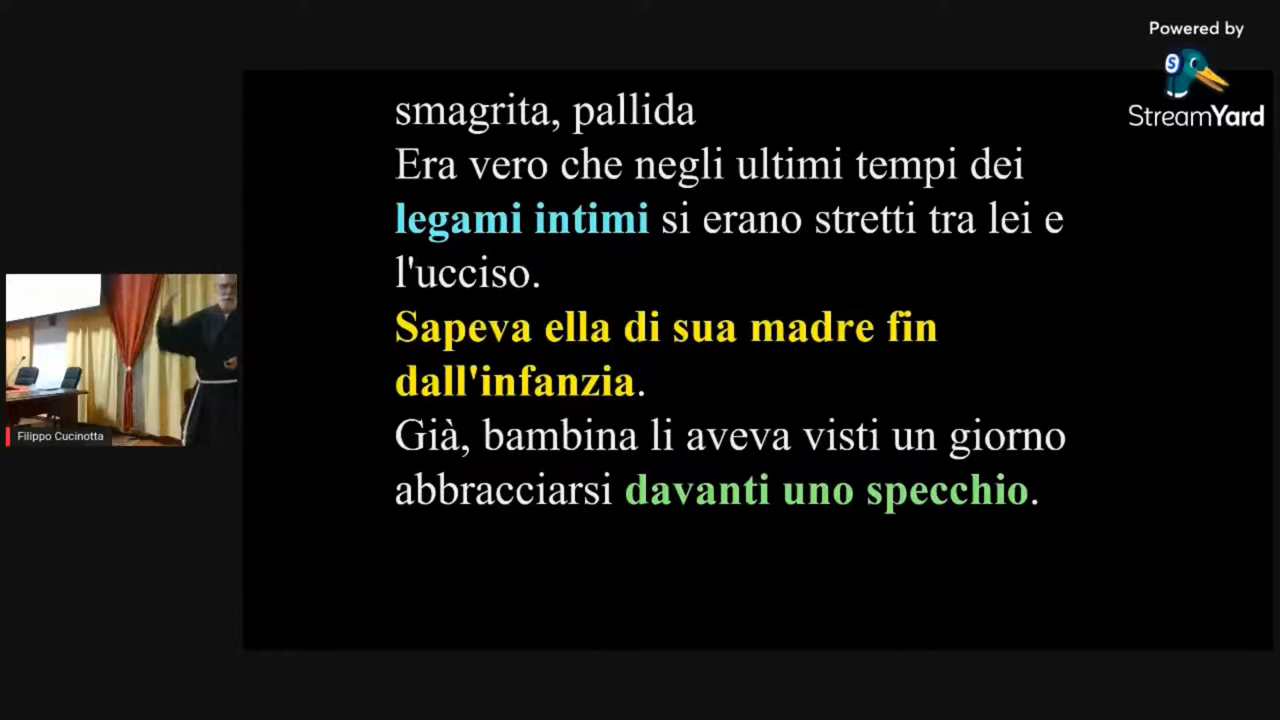 Powered by
S
StreamYard
smagrita, pallida
Era vero che negli ultimi tempi dei
legami intimi si erano stretti tra lei e
l'ucciso.
Sapeva ella di sua madre fin
dall'infanzia.
Già, bambina li aveva visti un giorno
abbracciarsi davanti uno specchio.
Filippo Cucinotta